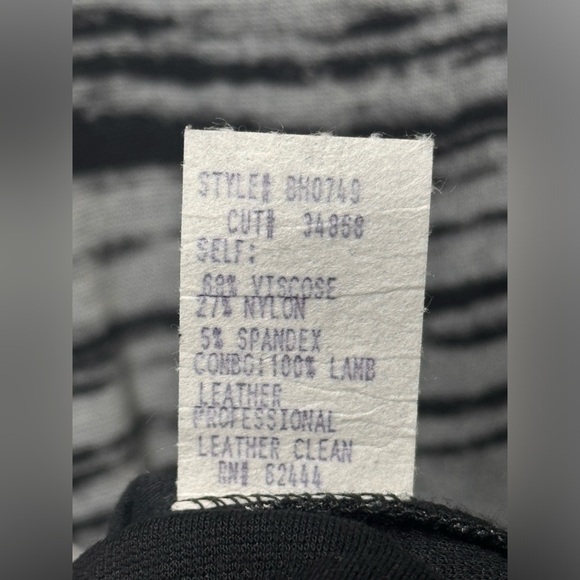 STYLE# BH0749
CUT# 34868
SELF:
68% VISCOSE
27% NYLON
5% SPANDEX
COMBO:100% LAMB
LEATHER
PROFESSIONAL
LEATHER CLEAN
RN# 62444